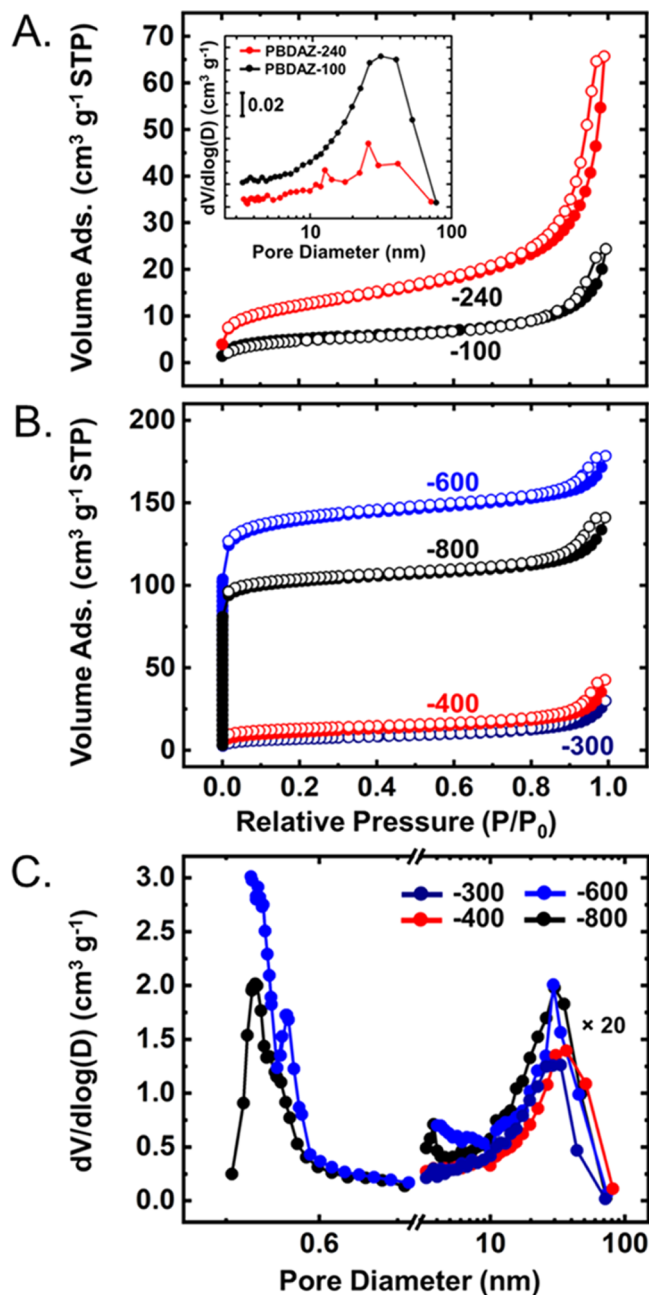 A.
Volume Ads. (cm³ g⁻¹ STP)
70
60
50
40
30
20
10
0
dV/dlog(D) (cm³ g⁻¹)
PBDAZ-240
PBDAZ-100
0.02
10
100
Pore Diameter (nm)
-240
-100
B.
Volume Ads. (cm³ g⁻¹ STP)
200
150
100
50
0
-600
-800
-400
-300
0.0 0.2 0.4 0.6 0.8 1.0
Relative Pressure (P/P₀)
C.
dV/dlog(D) (cm³ g⁻¹)
3.0
2.5
2.0
1.5
1.0
0.5
0.0
-300 -600
-400 -800
× 20
0.6 10 100
Pore Diameter (nm)